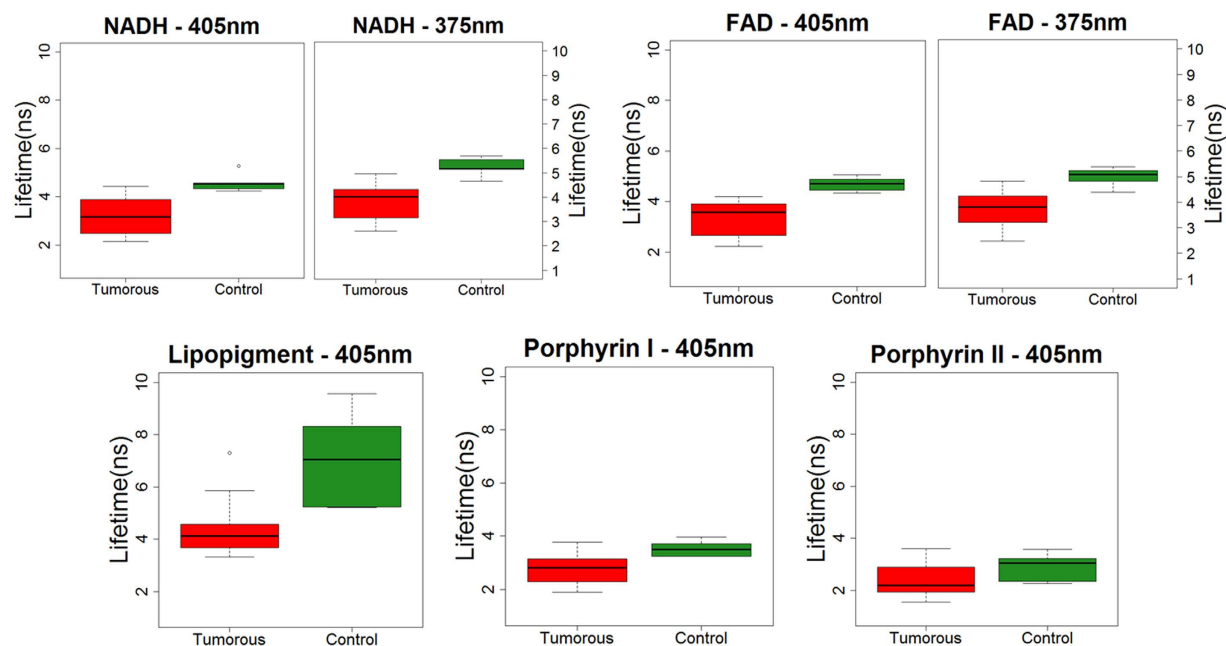 NADH - 405nm
NADH - 375nm
FAD - 405nm
FAD - 375nm
Lifetime(ns)
10
8
6
4
2
Tumorous
Control
Tumorous
Control
10
9
8
7
6
5
4
3
2
1
Lifetime(ns)
Lifetime(ns)
10
8
6
4
2
Tumorous
Control
Tumorous
Control
10
9
8
7
6
5
4
3
2
1
Lifetime(ns)
Lipopigment - 405nm
Porphyrin I - 405nm
Porphyrin II - 405nm
Lifetime(ns)
10
8
6
4
2
Tumorous
Control
Lifetime(ns)
10
8
6
4
2
Tumorous
Control
Lifetime(ns)
10
8
6
4
2
Tumorous
Control